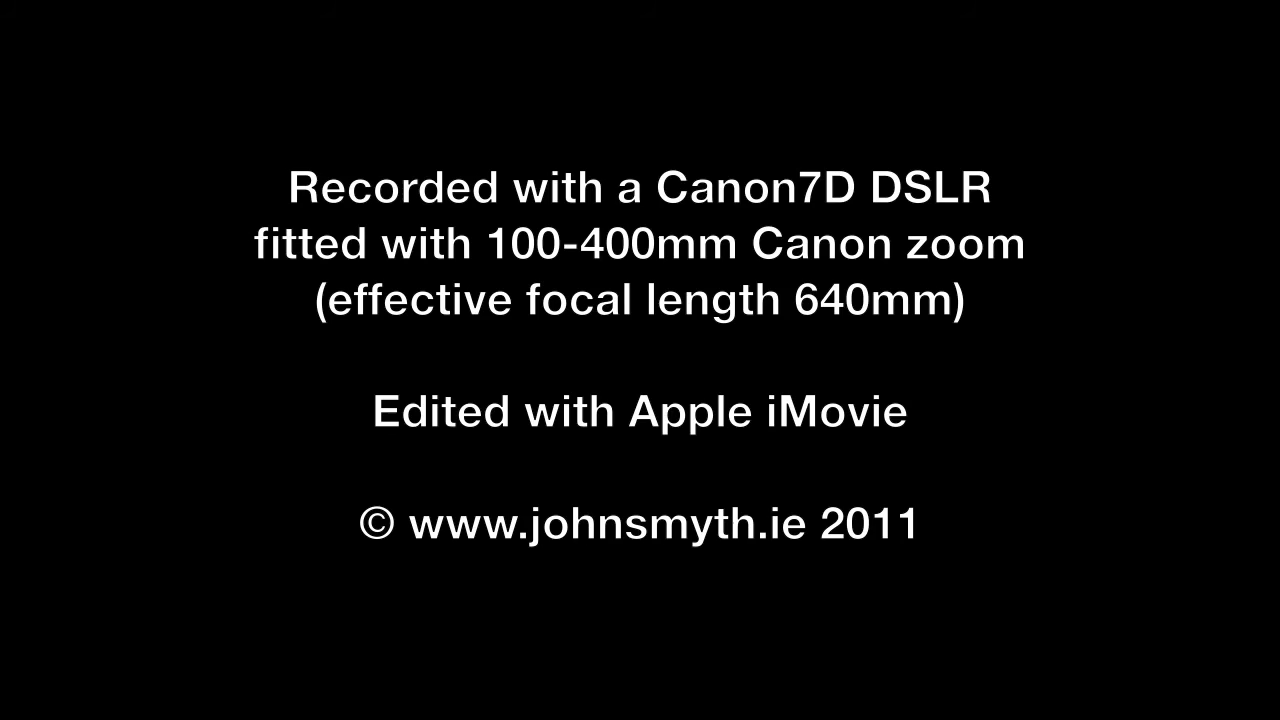 Recorded with a Canon7D DSLR
fitted with 100-400mm Canon zoom
(effective focal length 640mm)
Edited with Apple iMovie
© www.johnsmyth.ie 2011